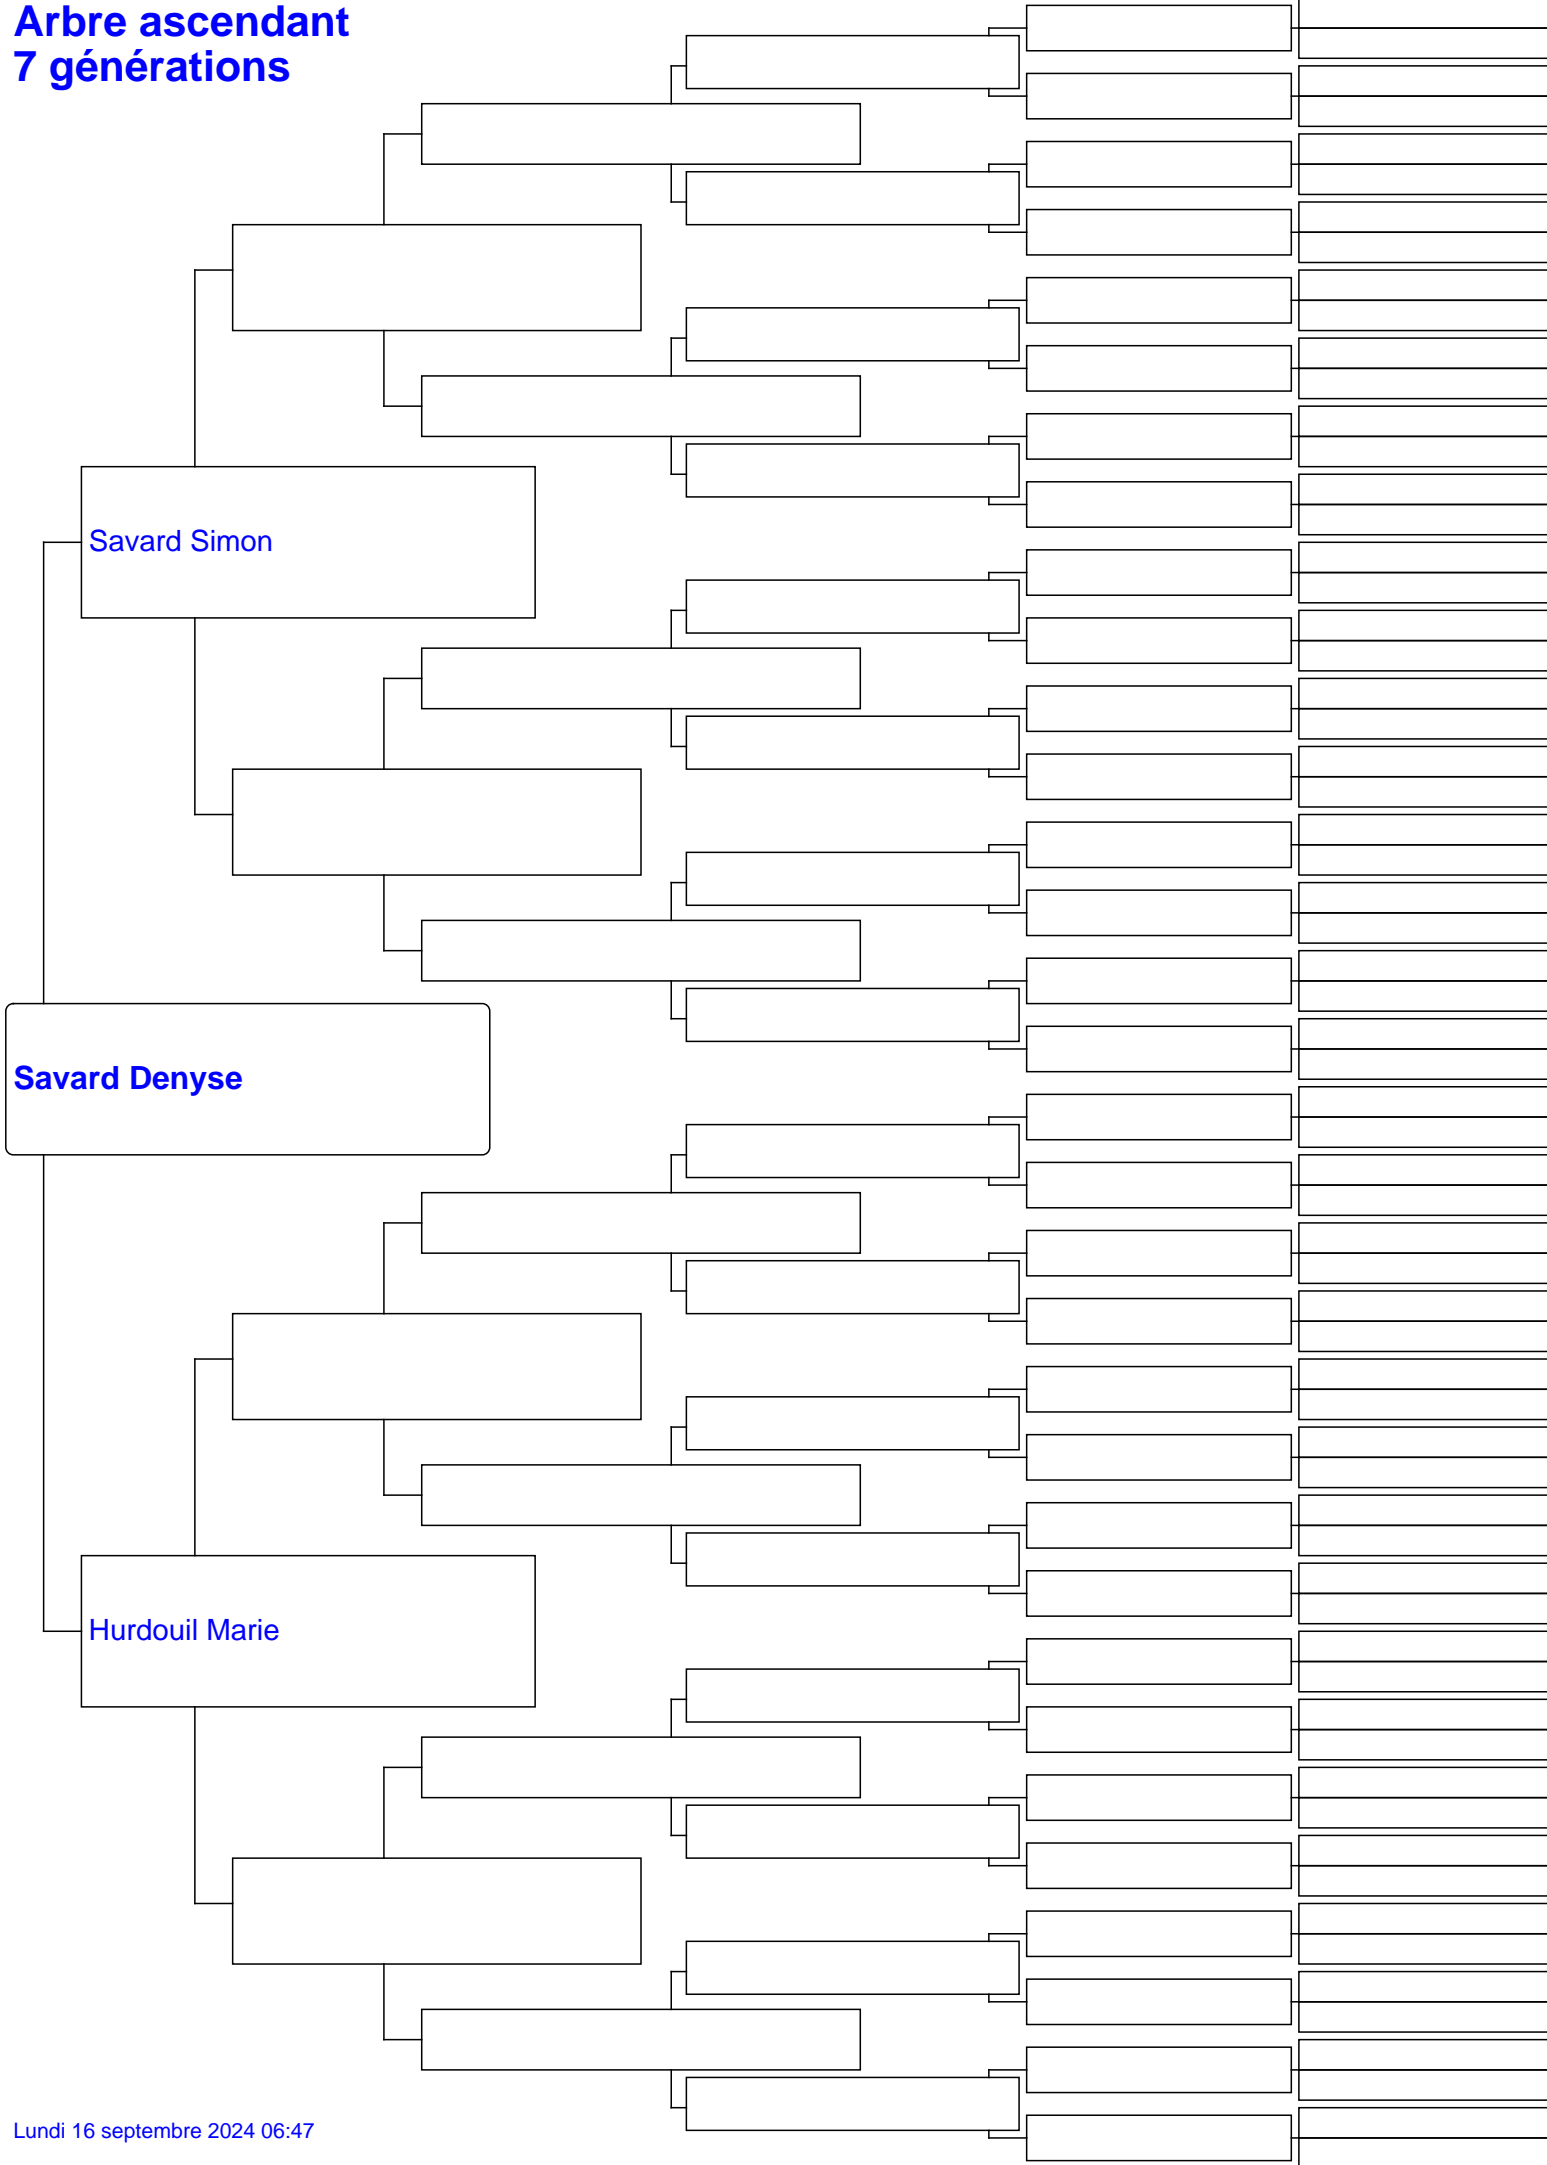 Arbre ascendant
7 générations
Savard Simon
Savard Denyse
Hurdouil Marie
Lundi 16 septembre 2024 06:47